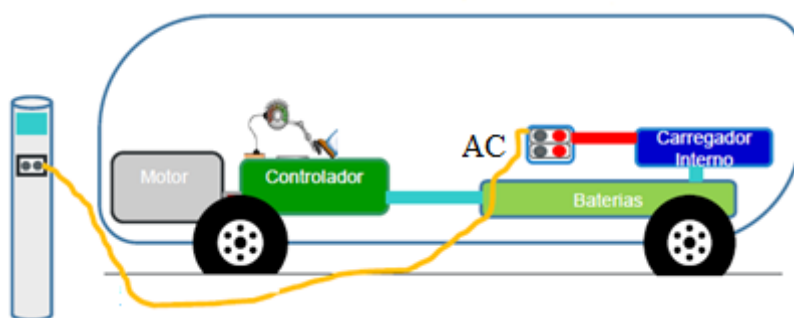 AC
Carregador
Interno
Motor
Controlador
Baterias